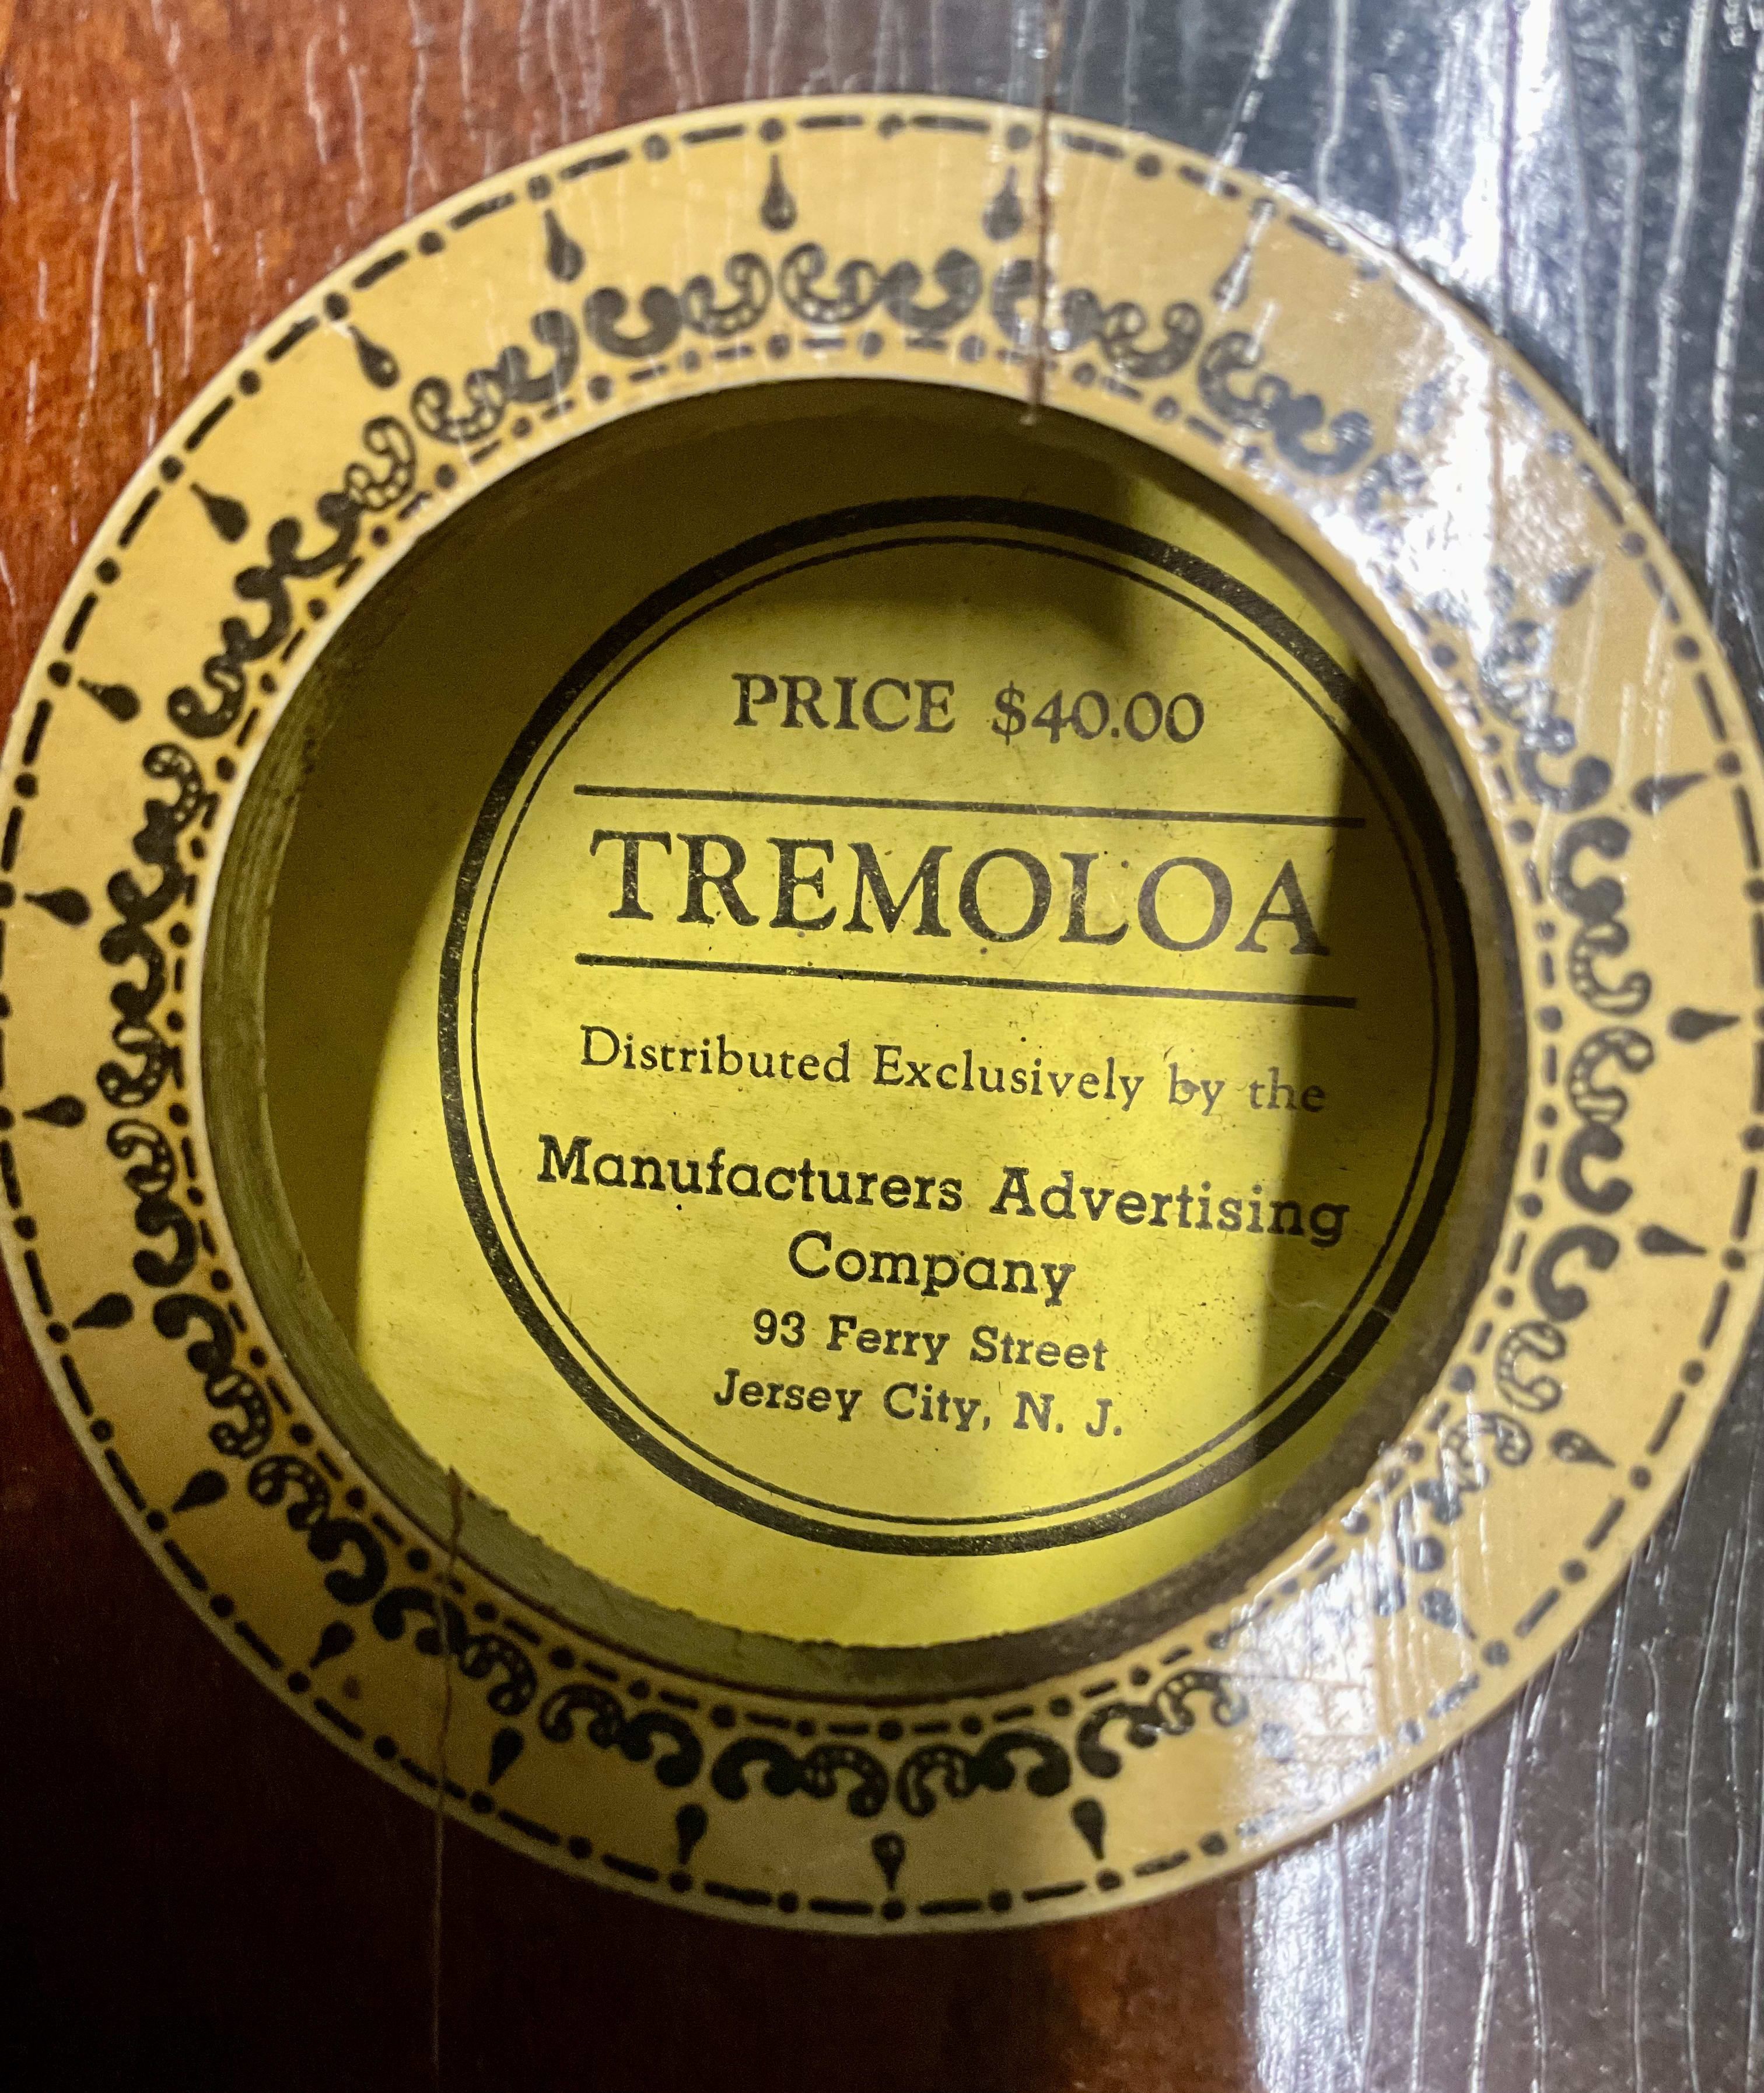 PRICE $40.00
TREMOLOA
Distributed Exclusively by the
Manufacturers Advertising
Company
93 Ferry Street
Jersey City, N. J.